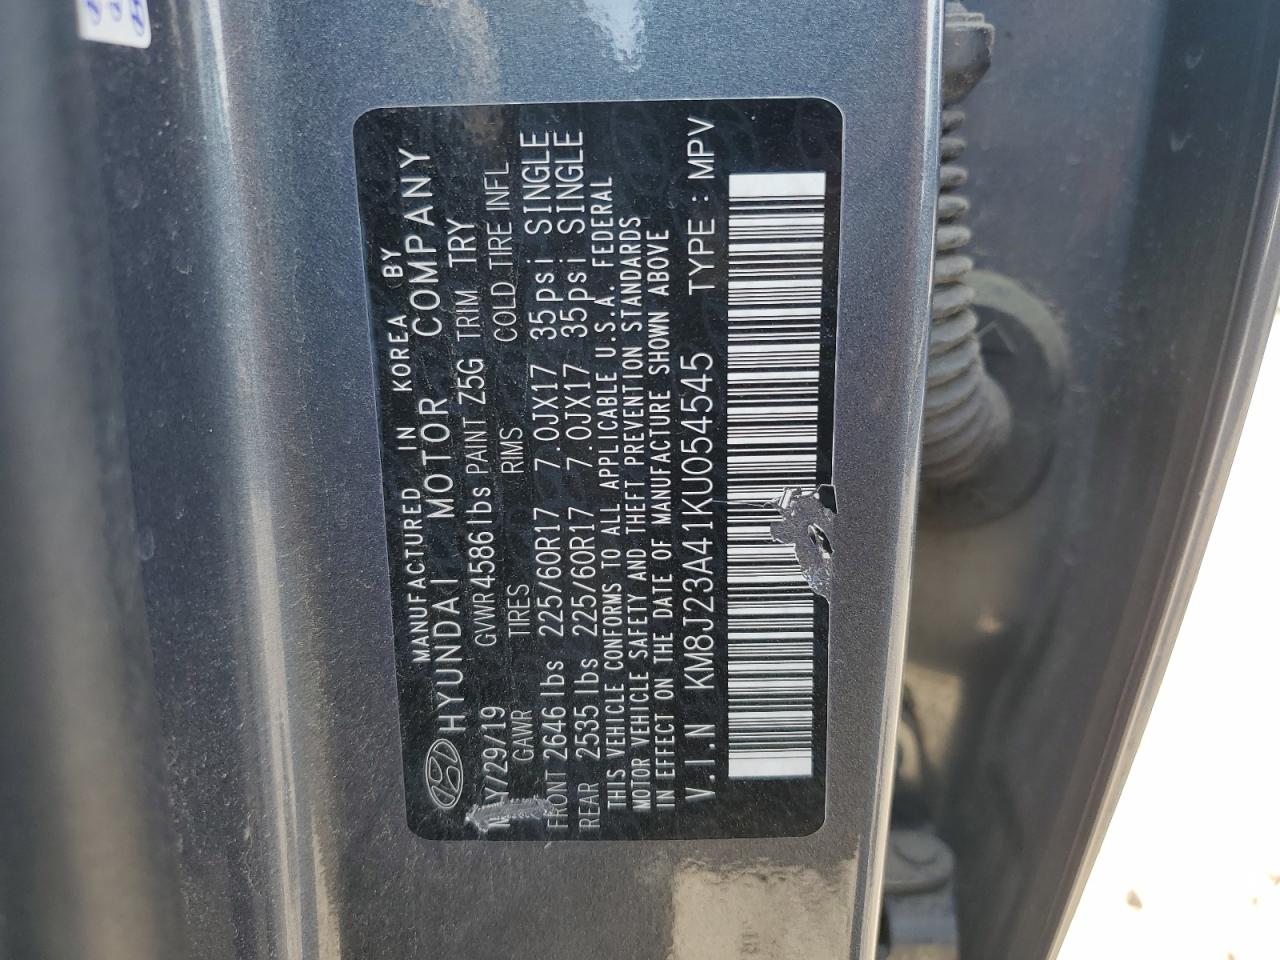 MANUFACTURED IN KOREA BY
HYUNDAI MOTOR COMPANY
/29/19 GVWR 4586 lbs PAINT Z5G TRIM TRY
GAWR TIRES RIMS COLD TIRE INFL
FRONT 2646 lbs 225/60R17 7.0JX17 35psi SINGLE
REAR 2535 lbs 225/60R17 7.0JX17 35psi SINGLE
THIS VEHICLE CONFORMS TO ALL APPLICABLE U.S.A. FEDERAL
MOTOR VEHICLE SAFETY AND THEFT PREVENTION STANDARDS
IN EFFECT ON THE DATE OF MANUFACTURE SHOWN ABOVE
V.I.N KM8J23A41KU054545 TYPE : MPV